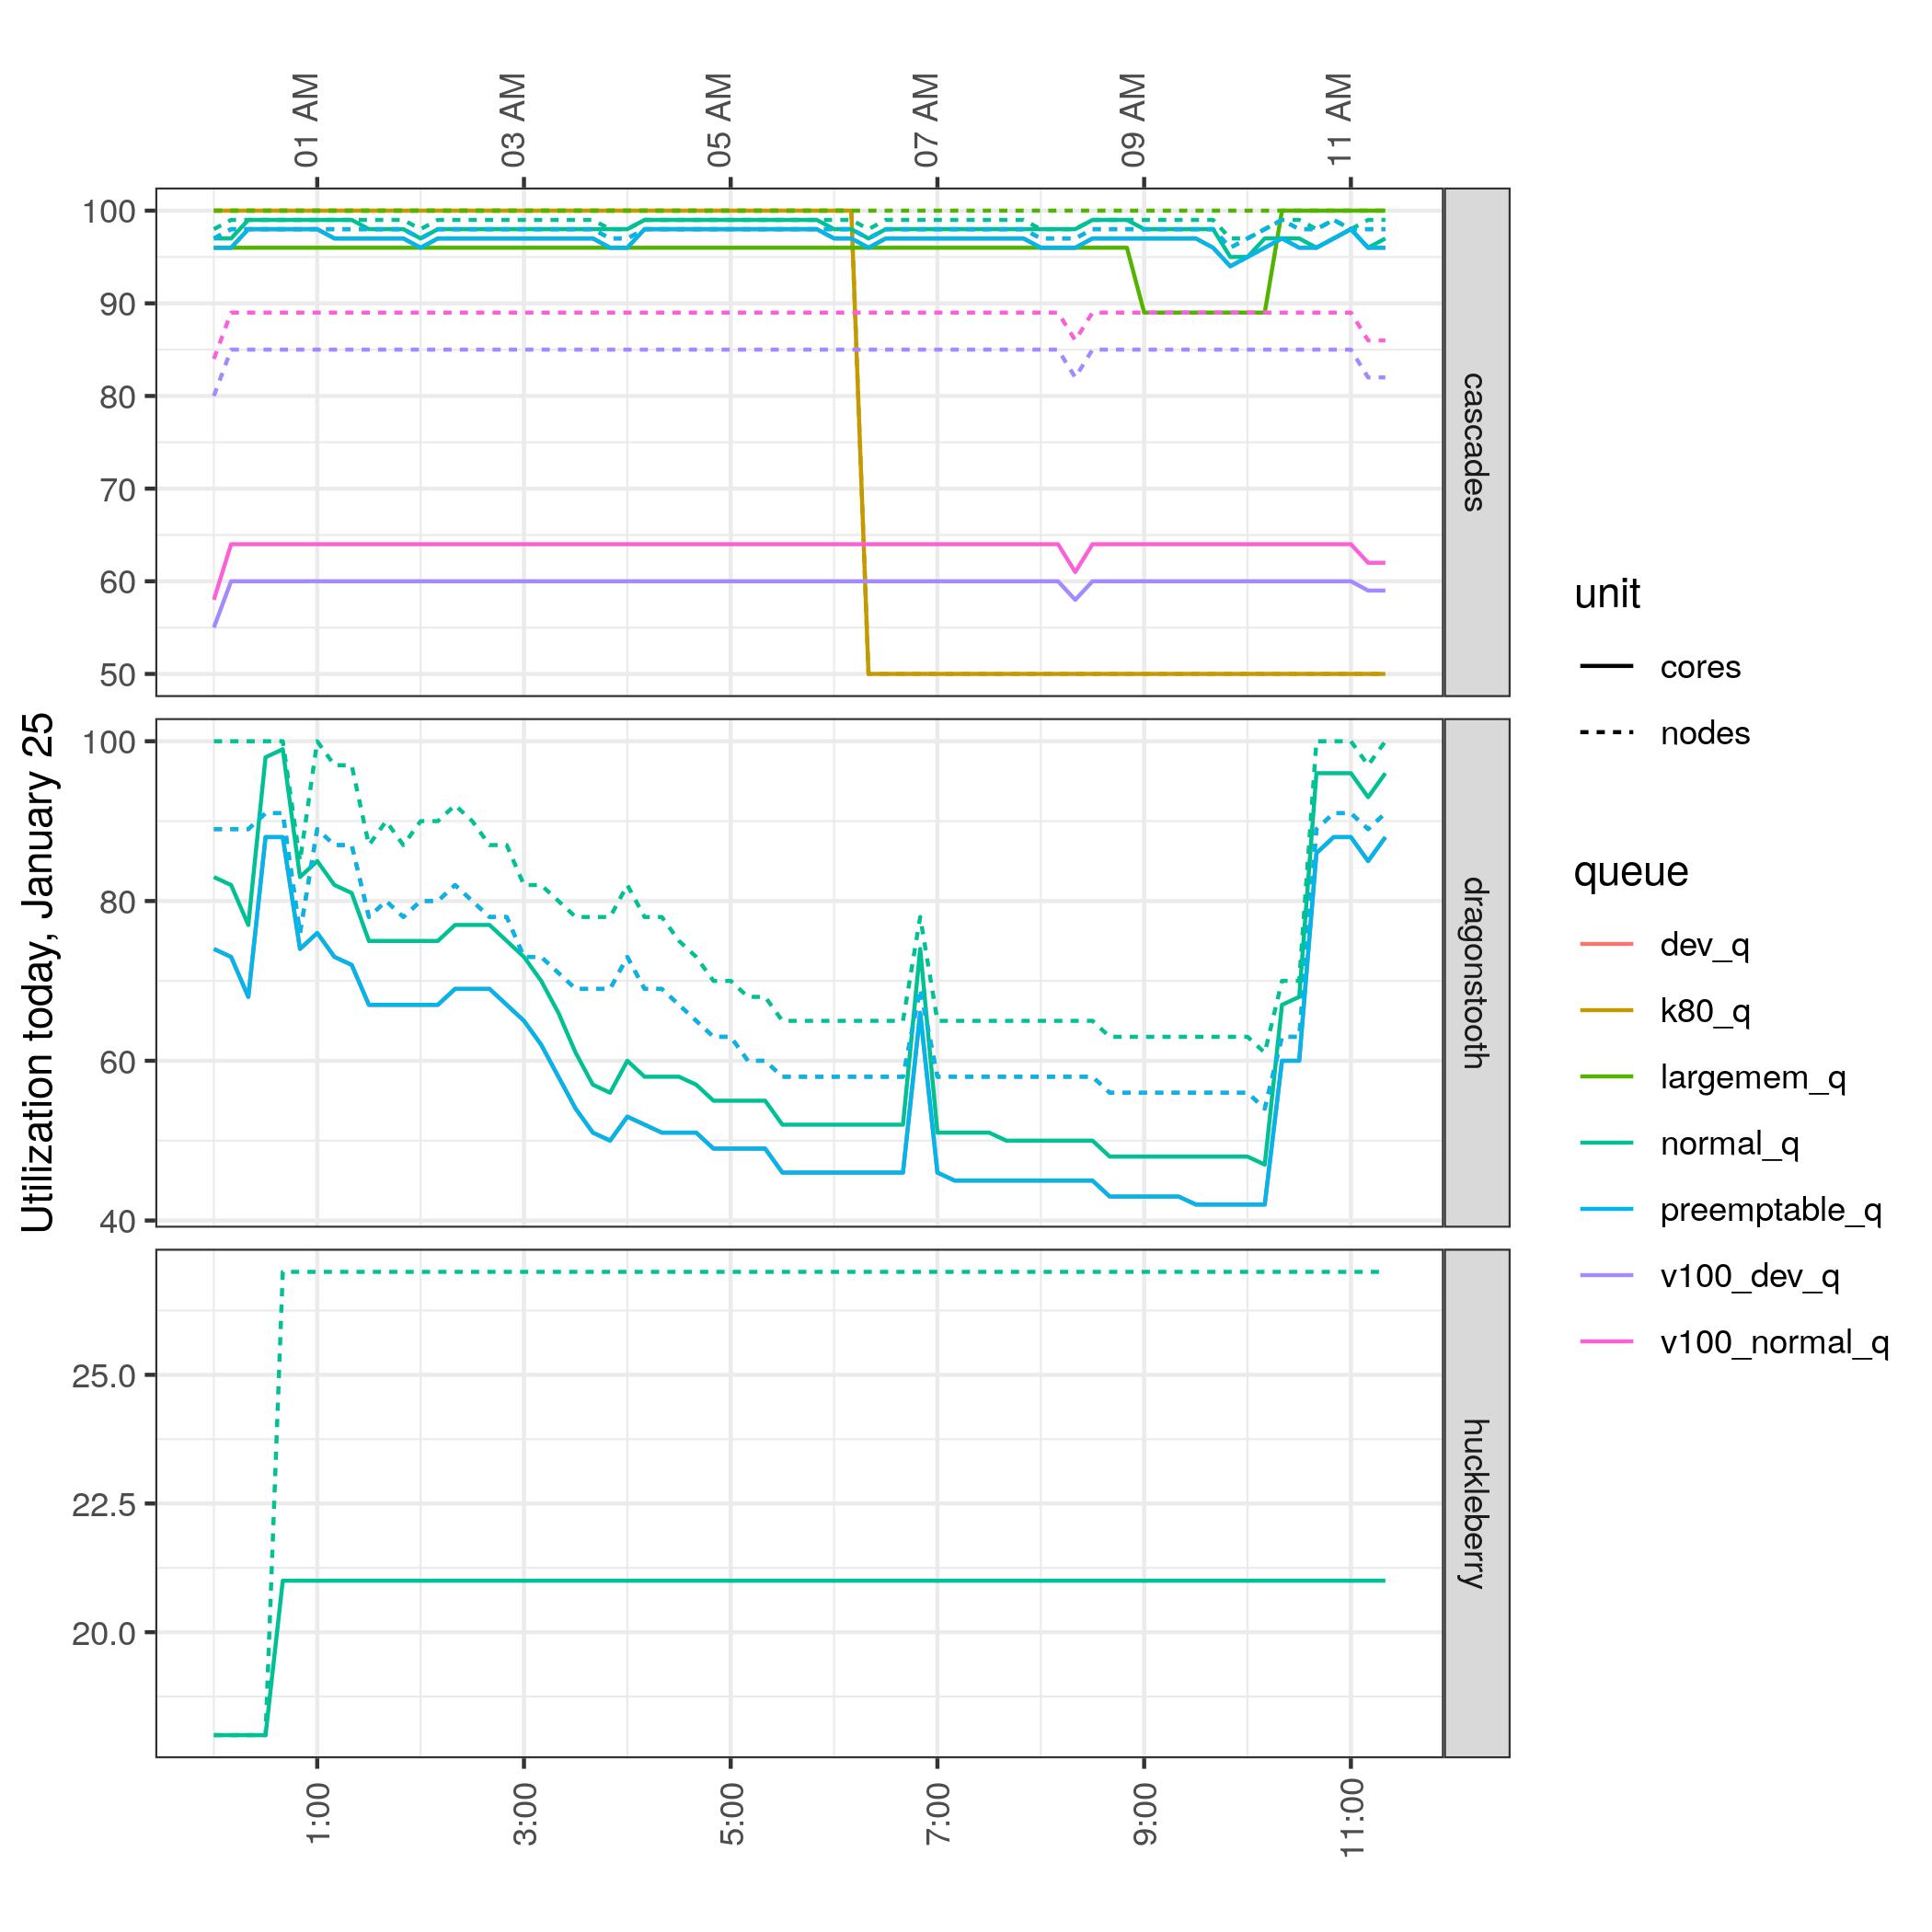 01 AM
03 AM
05 AM
07 AM
09 AM
11 AM
Utilization today, January 25
100
90
80
70
60
50
cascades
100
80
60
40
dragonstooth
25.0
22.5
20.0
huckleberry
1:00
3:00
5:00
7:00
9:00
11:00
unit
cores
nodes
queue
dev_q
k80_q
largemem_q
normal_q
preemptable_q
v100_dev_q
v100_normal_q